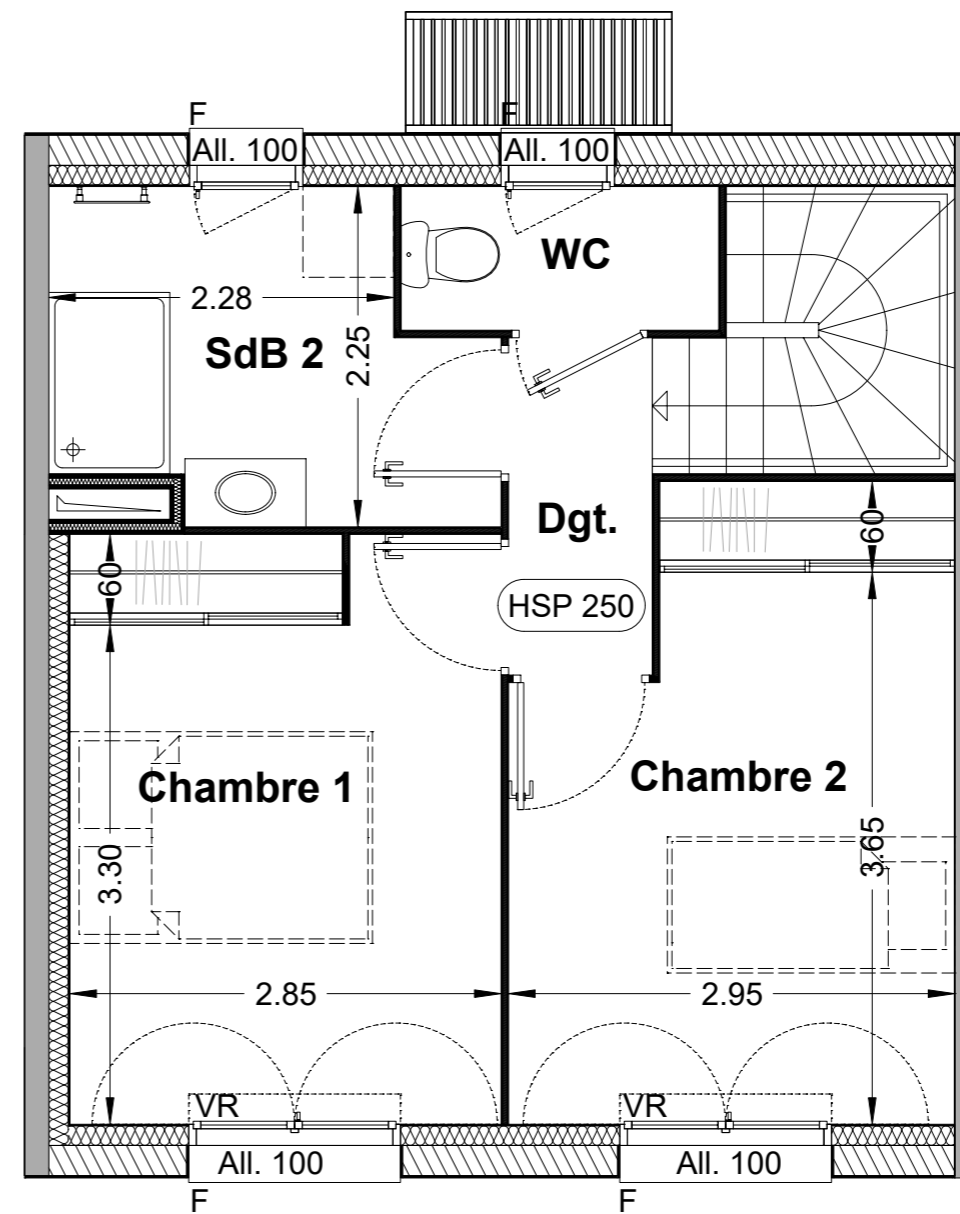 F
F
All. 100
All. 100
WC
2.28
SdB 2
2.25
Dgt.
60
60
HSP 250
Chambre 1
Chambre 2
3.30
3.65
2.85
2.95
VR
VR
All. 100
All. 100
F
F